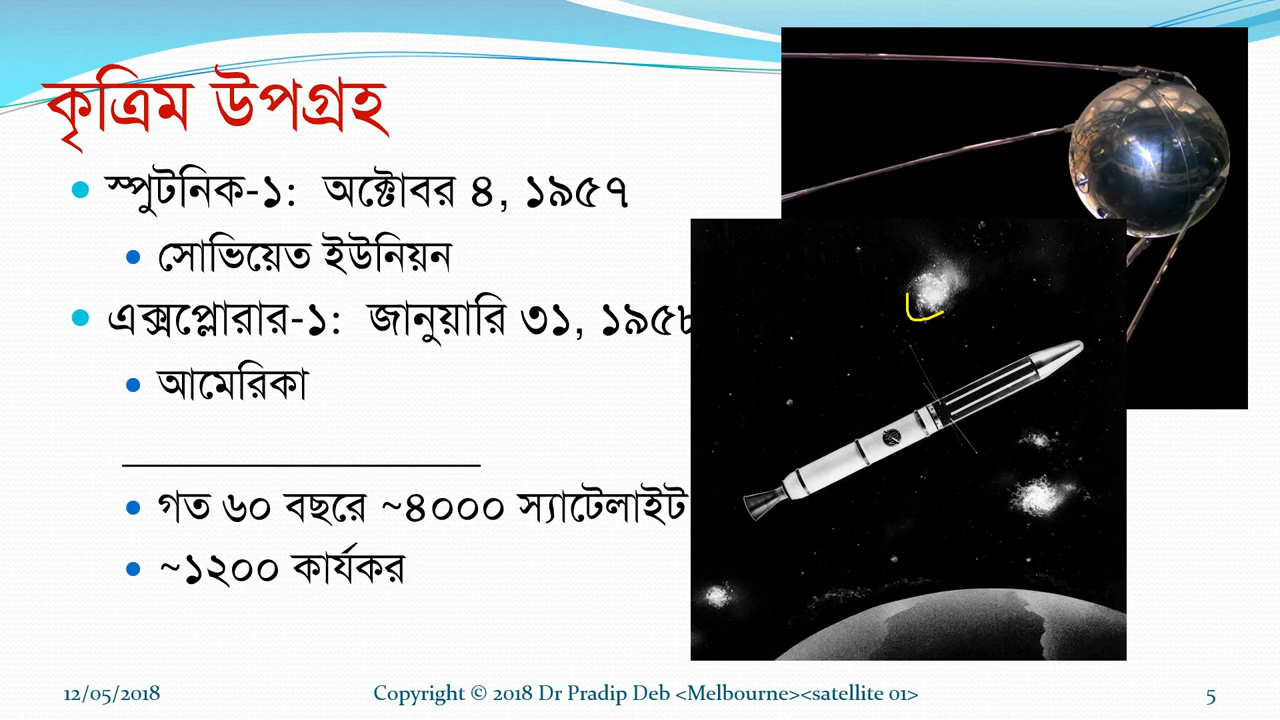 কৃত্রিম উপগ্রহ
স্পুটনিক-১: অক্টোবর ৪, ১৯৫৭
সোভিয়েত ইউনিয়ন
এক্সপ্লোরার-১: জানুয়ারি ৩১, ১৯৫৮
আমেরিকা
গত ৬০ বছরে ~৪০০০ স্যাটেলাইট
~১২০০ কার্যকর
12/05/2018 Copyright © 2018 Dr Pradip Deb <Melbourne><satellite 01> 5